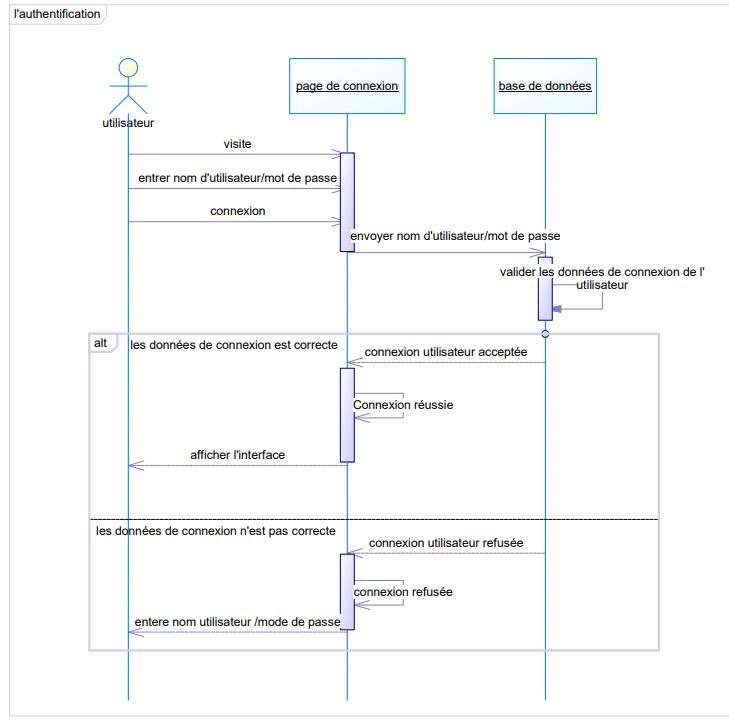 l'authentification
page de connexion
base de données
utilisateur
visite
entrer nom d'utilisateur/mot de passe
connexion
envoyer nom d'utilisateur/mot de passe
valider les données de connexion de l'
utilisateur
alt
les données de connexion est correcte
connexion utilisateur acceptée
Connexion réussie
afficher l'interface
les données de connexion n'est pas correcte
connexion utilisateur refusée
connexion refusée
entere nom utilisateur /mode de passe